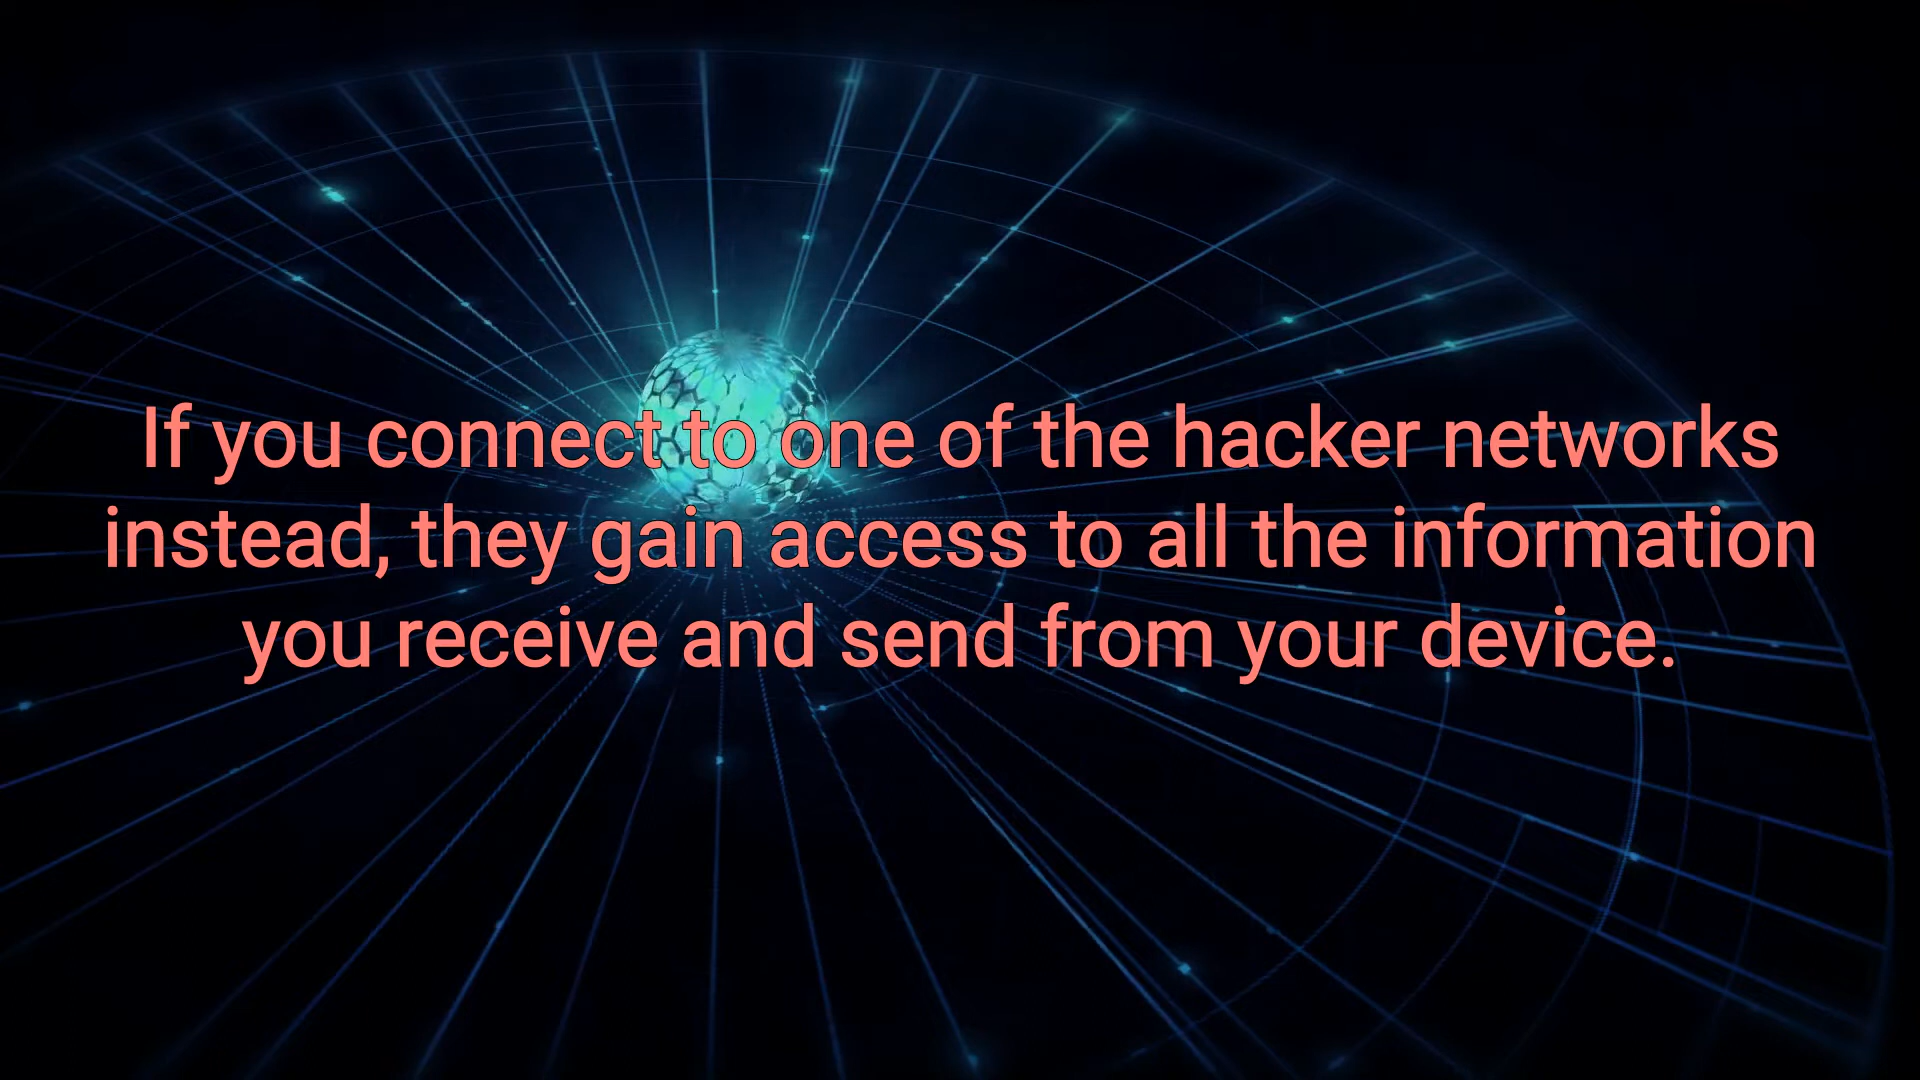 If you connect to one of the hacker networks
instead, they gain access to all the information
you receive and send from your device.